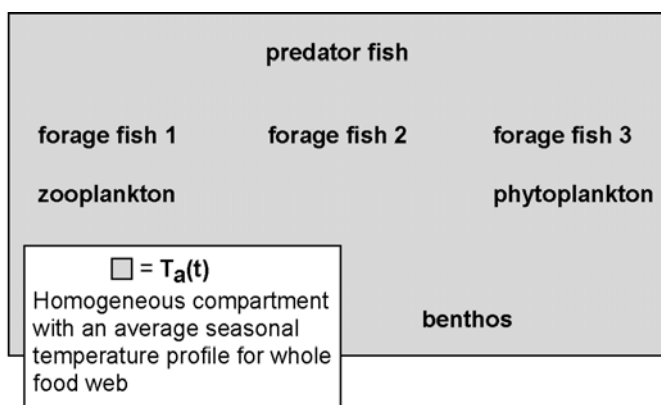 predator fish
forage fish 1 forage fish 2 forage fish 3
zooplankton phytoplankton
= Ta(t)
Homogeneous compartment
with an average seasonal
temperature profile for whole
food web
benthos